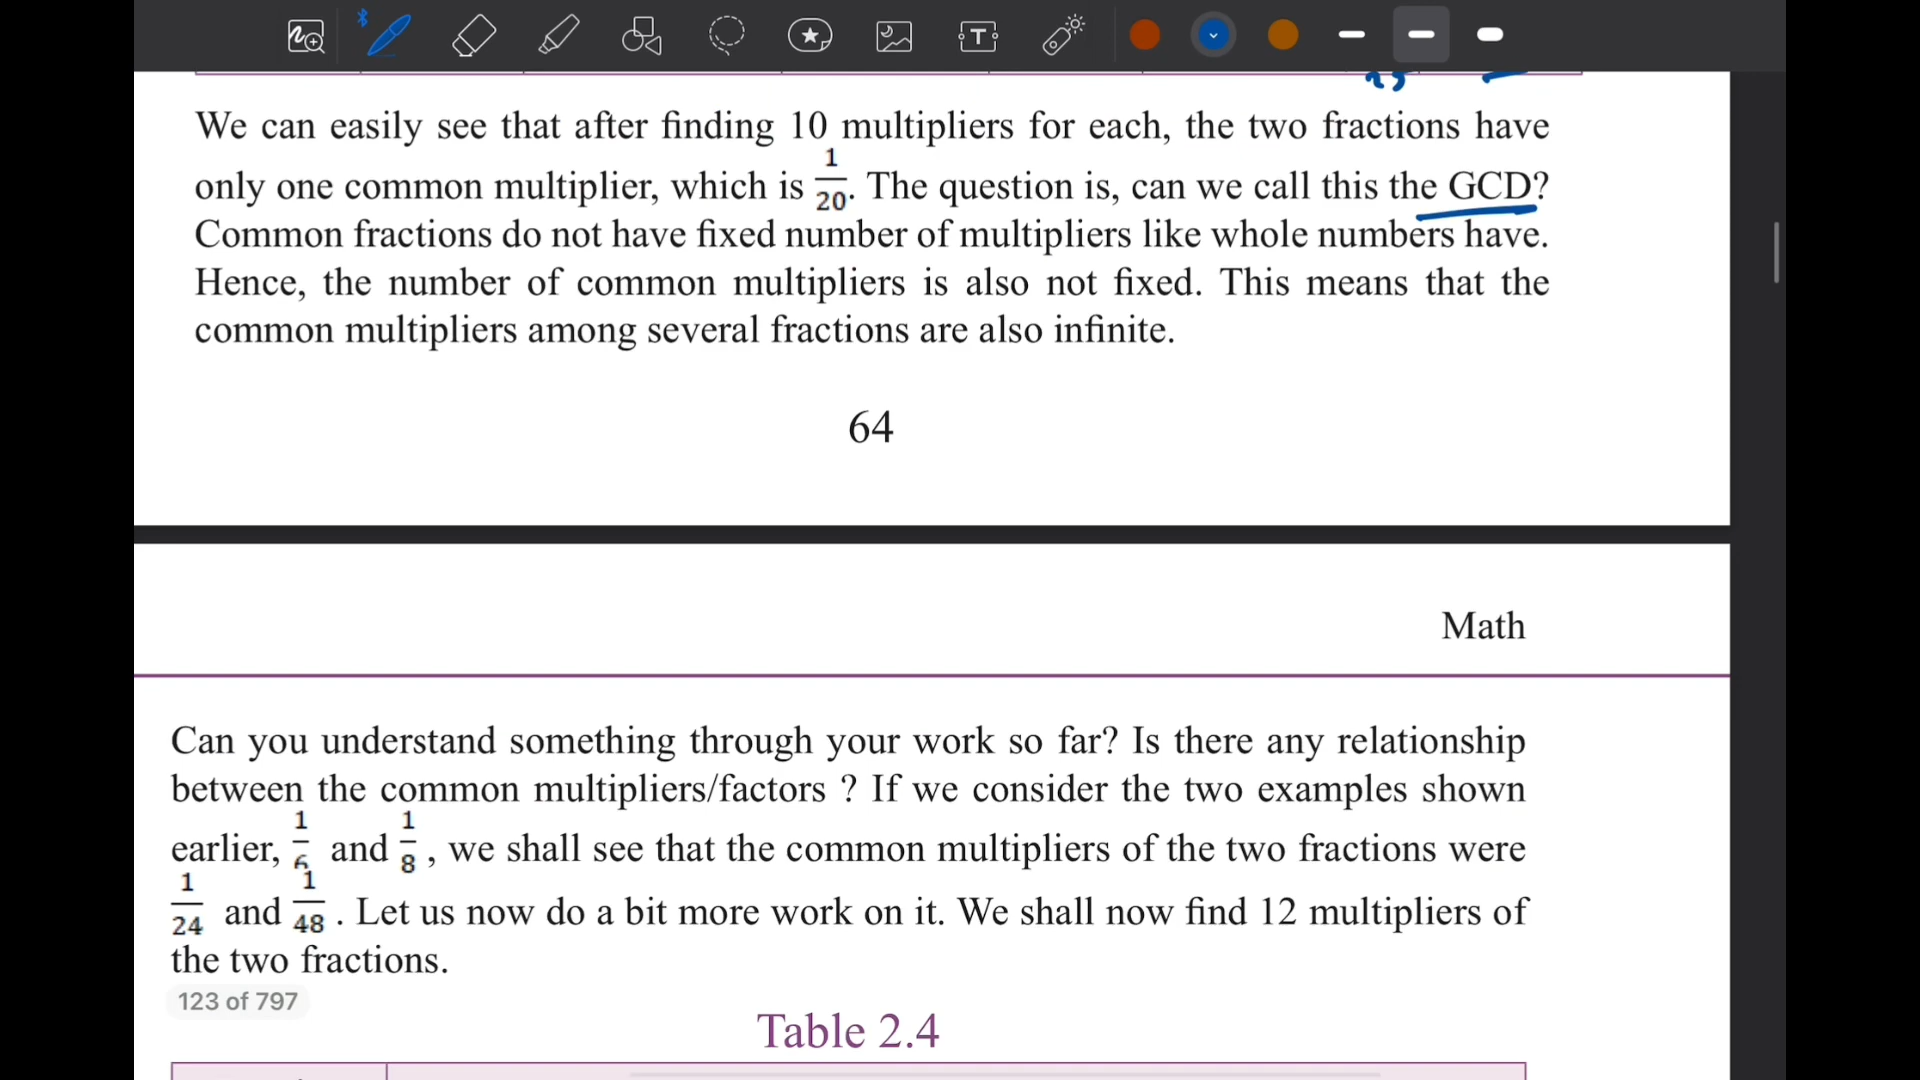 We can easily see that after finding 10 multipliers for each, the two fractions have
only one common multiplier, which is 1/20. The question is, can we call this the GCD?
Common fractions do not have fixed number of multipliers like whole numbers have.
Hence, the number of common multipliers is also not fixed. This means that the
common multipliers among several fractions are also infinite.
64
Math
Can you understand something through your work so far? Is there any relationship
between the common multipliers/factors ? If we consider the two examples shown
earlier, 1/6 and 1/8 , we shall see that the common multipliers of the two fractions were
1/24 and 1/48 . Let us now do a bit more work on it. We shall now find 12 multipliers of
the two fractions.
123 of 797
Table 2.4